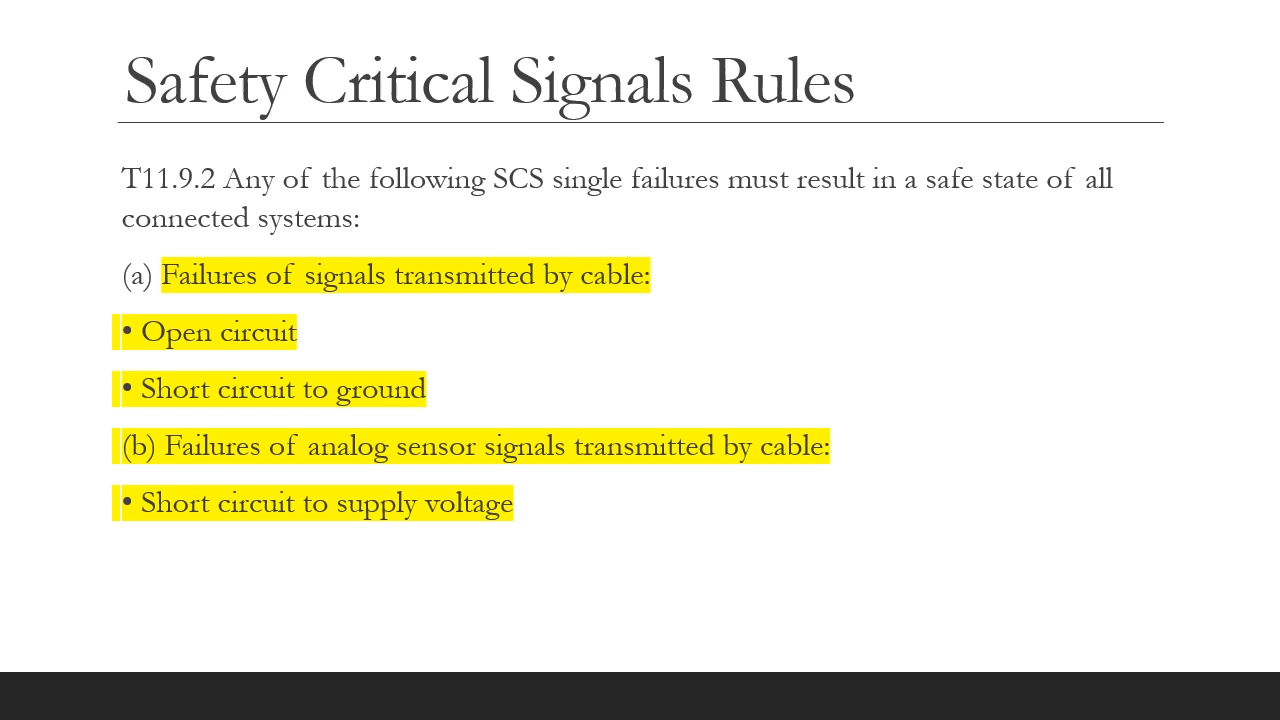 Safety Critical Signals Rules
T11.9.2 Any of the following SCS single failures must result in a safe state of all
connected systems:
(a) Failures of signals transmitted by cable:
• Open circuit
• Short circuit to ground
(b) Failures of analog sensor signals transmitted by cable:
• Short circuit to supply voltage